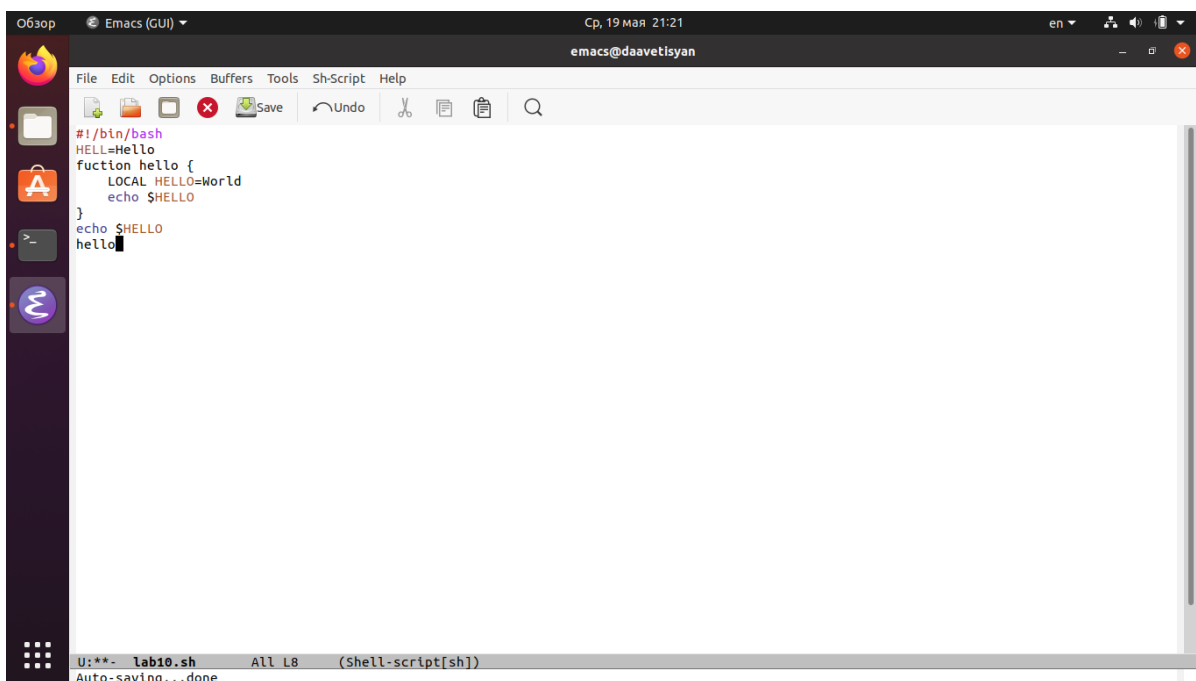 Обзор Emacs (GUI) Ср, 19 мая 21:21 en
emacs@daavetisyan
File Edit Options Buffers Tools Sh-Script Help
Save Undo
#!/bin/bash
HELL=Hello
fuction hello {
    LOCAL HELLO=World
    echo $HELLO
}
echo $HELLO
hello
U:**- lab10.sh All L8 (Shell-script[sh])
Auto-saving...done